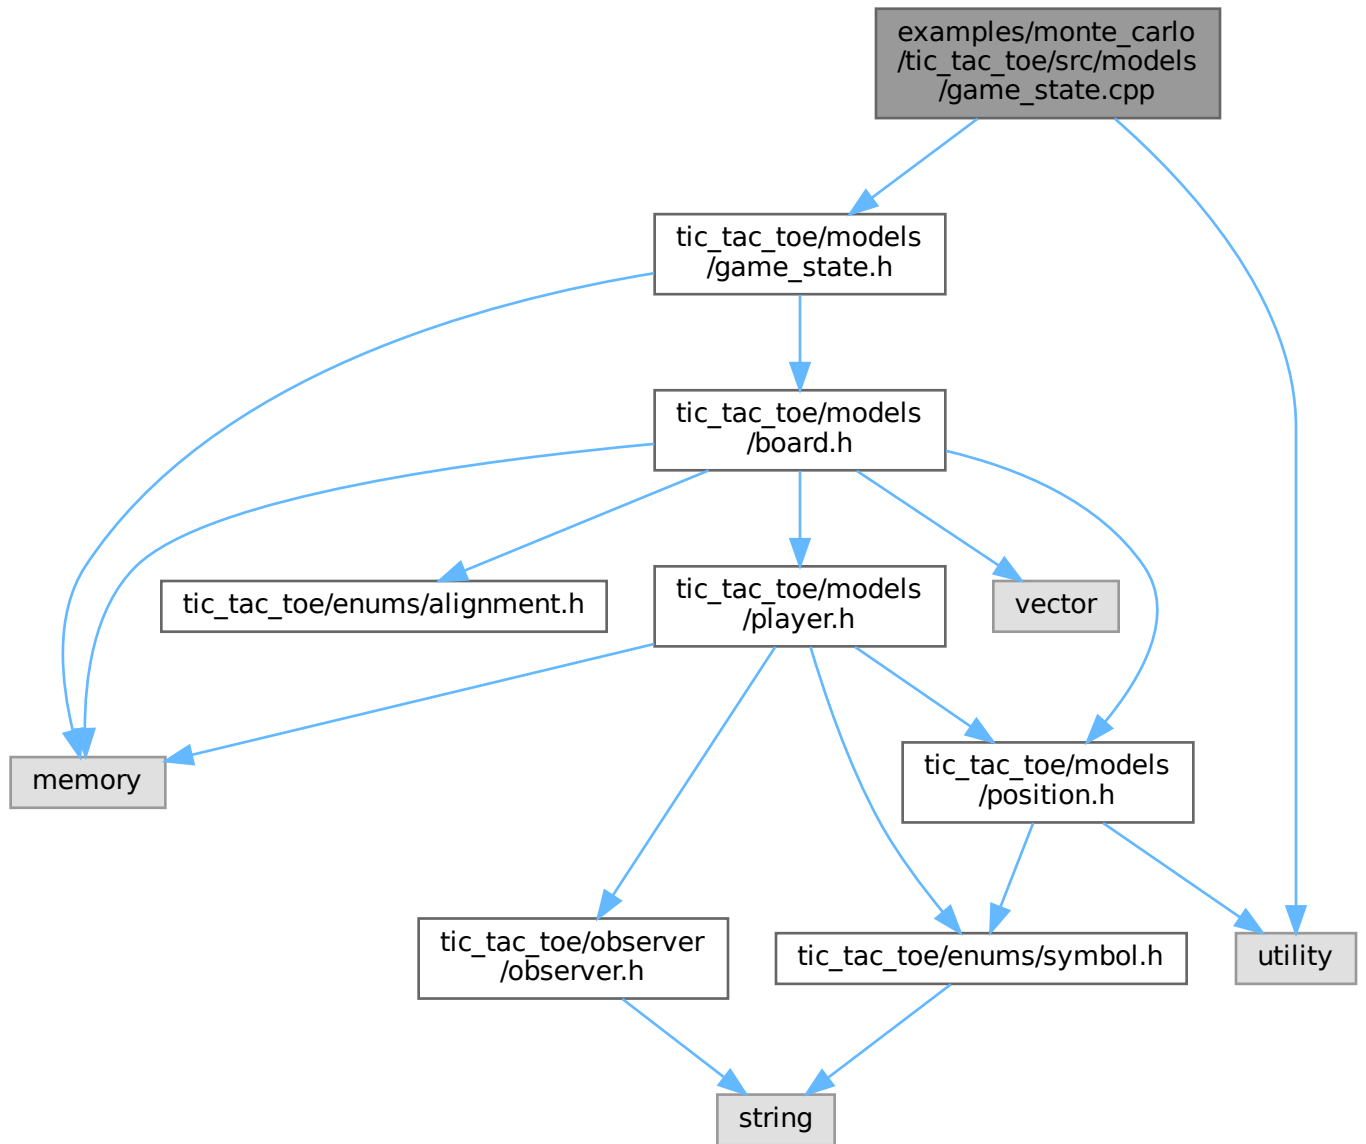 examples/monte_carlo
/tic_tac_toe/src/models
/game_state.cpp
tic_tac_toe/models
/game_state.h
tic_tac_toe/models
/board.h
tic_tac_toe/enums/alignment.h
tic_tac_toe/models
/player.h
vector
memory
tic_tac_toe/models
/position.h
tic_tac_toe/observer
/observer.h
tic_tac_toe/enums/symbol.h
utility
string